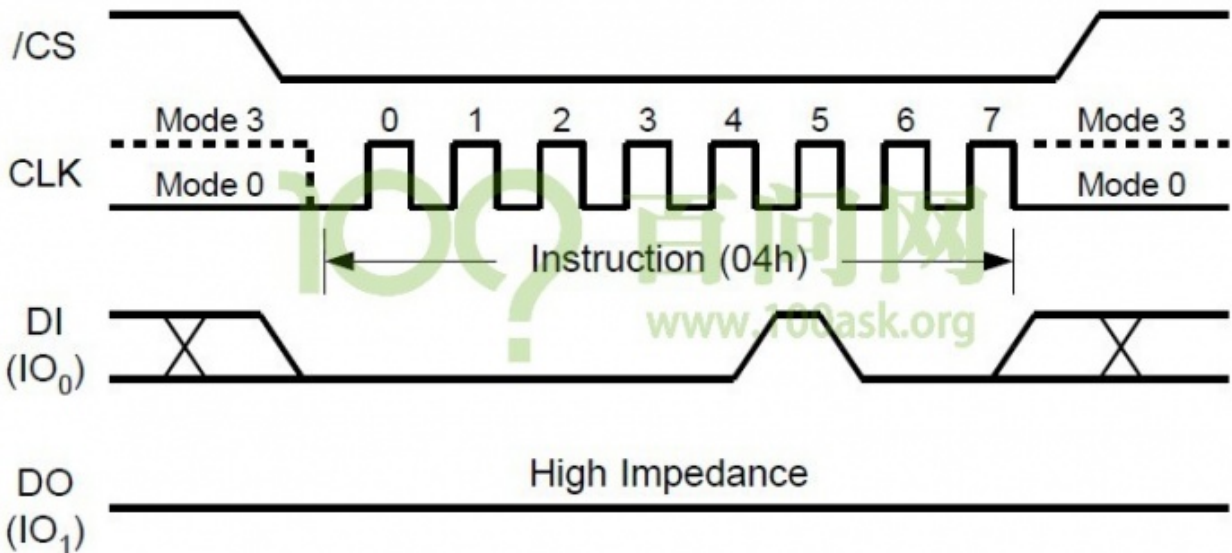 /CS
Mode 3 0 1 2 3 4 5 6 7 Mode 3
CLK
Mode 0 Mode 0
100? 百问网
Instruction (04h)
www.100ask.org
DI
(IO₀)
High Impedance
DO
(IO₁)